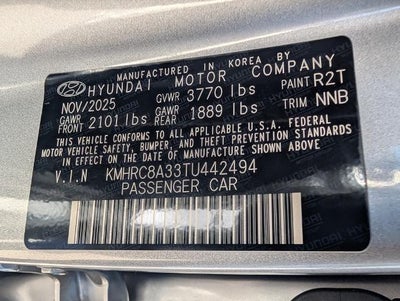 MANUFACTURED IN KOREA BY
HYUNDAI MOTOR COMPANY
NOV/2025 GVWR 3770 lbs PAINT R2T
GAWR FRONT 2101 lbs GAWR REAR 1889 lbs TRIM NNB
THIS VEHICLE CONFORMS TO ALL APPLICABLE U.S.A FEDERAL
MOTOR VEHICLE SAFETY, BUMPER, AND THEFT PREVENTION STANDARDS
IN EFFECT ON THE DATE OF MANUFACTURE SHOWN ABOVE.
V.I.N KMHRC8A33TU442494
PASSENGER CAR